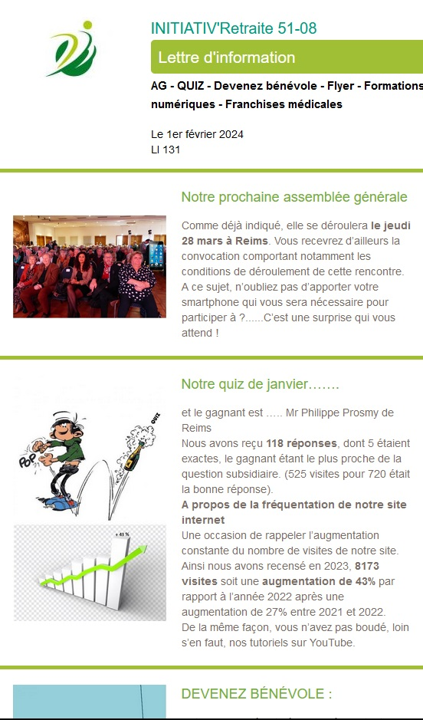 INITIATIV'Retraite 51-08
Lettre d'information
AG - QUIZ - Devenez bénévole - Flyer - Formations
numériques - Franchises médicales
Le 1er février 2024
LI 131
Notre prochaine assemblée générale
Comme déjà indiqué, elle se déroulera le jeudi
28 mars à Reims. Vous recevrez d'ailleurs la
convocation comportant notamment les
conditions de déroulement de cette rencontre.
A ce sujet, n'oubliez pas d'apporter votre
smartphone qui vous sera nécessaire pour
participer à ?......C'est une surprise qui vous
attend !
Notre quiz de janvier…….
QUIZ
POP
et le gagnant est ….. Mr Philippe Prosmy de
Reims
Nous avons reçu 118 réponses, dont 5 étaient
exactes, le gagnant étant le plus proche de la
question subsidiaire. (525 visites pour 720 était
la bonne réponse).
A propos de la fréquentation de notre site
internet
Une occasion de rappeler l'augmentation
constante du nombre de visites de notre site.
Ainsi nous avons recensé en 2023, 8173
visites soit une augmentation de 43% par
rapport à l'année 2022 après une
augmentation de 27% entre 2021 et 2022.
De la même façon, vous n'avez pas boudé, loin
s'en faut, nos tutoriels sur YouTube.
+ 43 %
DEVENEZ BÉNÉVOLE :